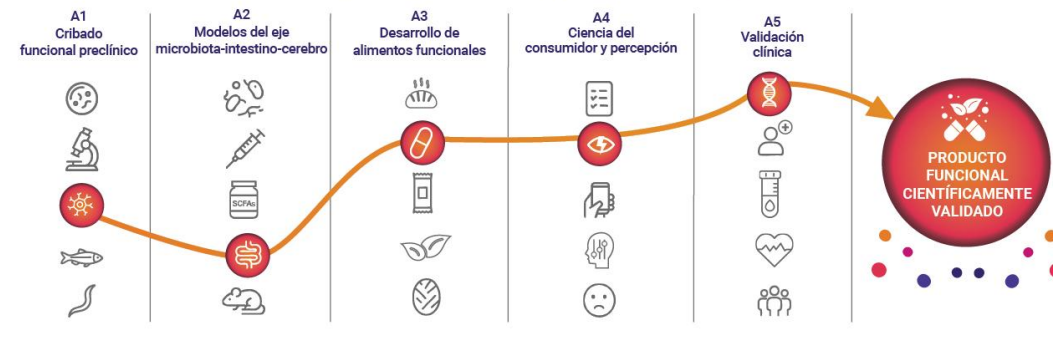 A1
Cribado
funcional preclínico
A2
Modelos del eje
microbiota-intestino-cerebro
A3
Desarrollo de
alimentos funcionales
A4
Ciencia del
consumidor y percepción
A5
Validación
clínica
SCFAs
PRODUCTO
FUNCIONAL
CIENTÍFICAMENTE
VALIDADO